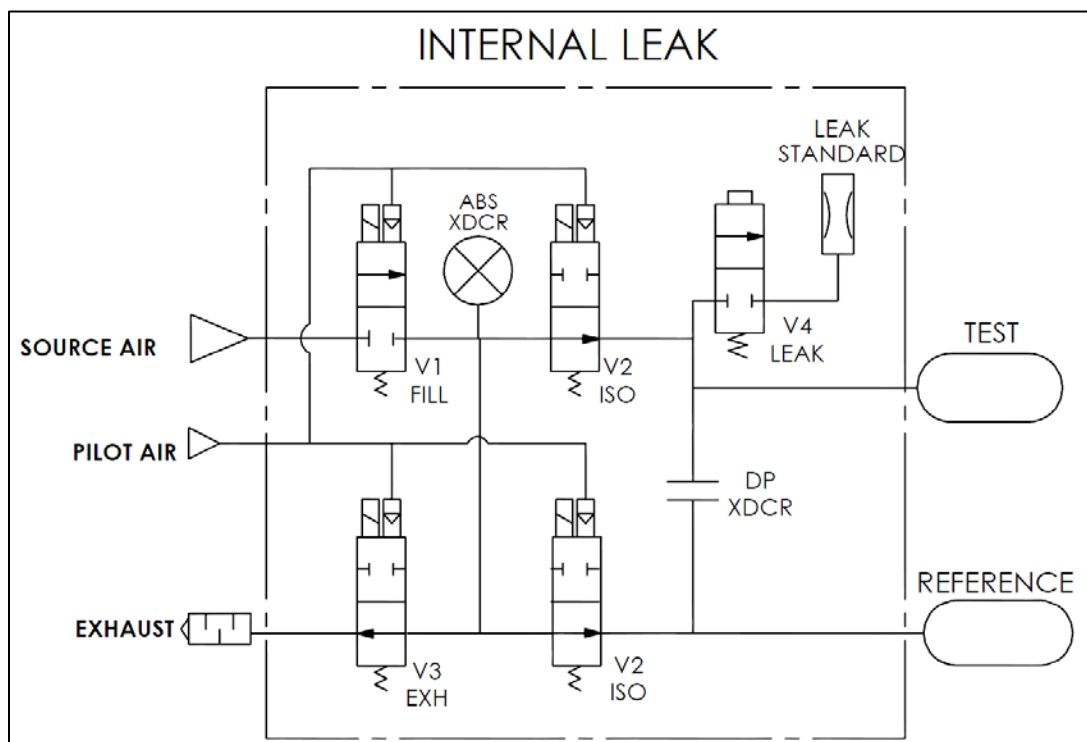 INTERNAL LEAK
LEAK
STANDARD
ABS
XDCR
SOURCE AIR
V1
FILL
V2
ISO
V4
LEAK
TEST
PILOT AIR
DP
XDCR
REFERENCE
EXHAUST
V3
EXH
V2
ISO